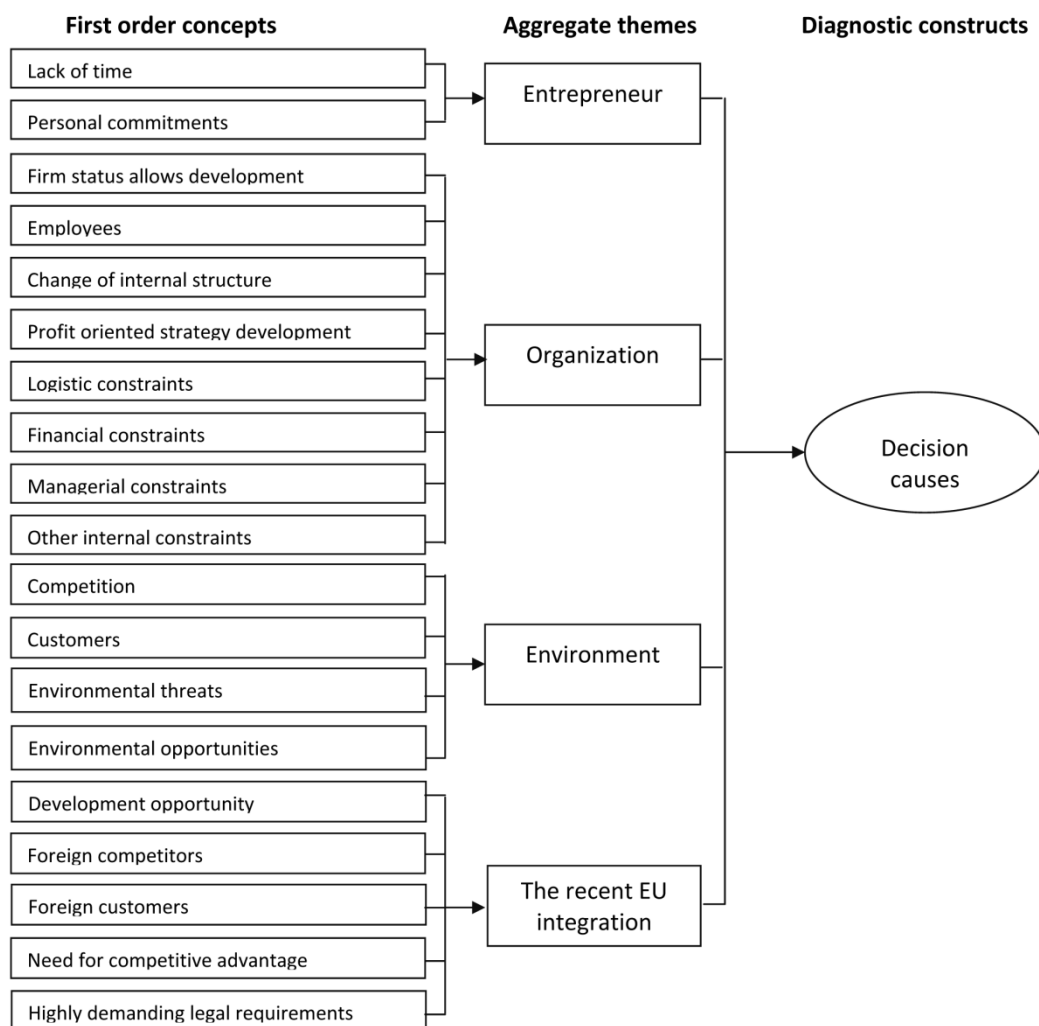 First order concepts
Aggregate themes
Diagnostic constructs
Lack of time
Personal commitments
Entrepreneur
Firm status allows development
Employees
Change of internal structure
Profit oriented strategy development
Logistic constraints
Financial constraints
Managerial constraints
Other internal constraints
Organization
Competition
Customers
Environmental threats
Environmental opportunities
Environment
Development opportunity
Foreign competitors
Foreign customers
Need for competitive advantage
Highly demanding legal requirements
The recent EU
integration
Decision
causes